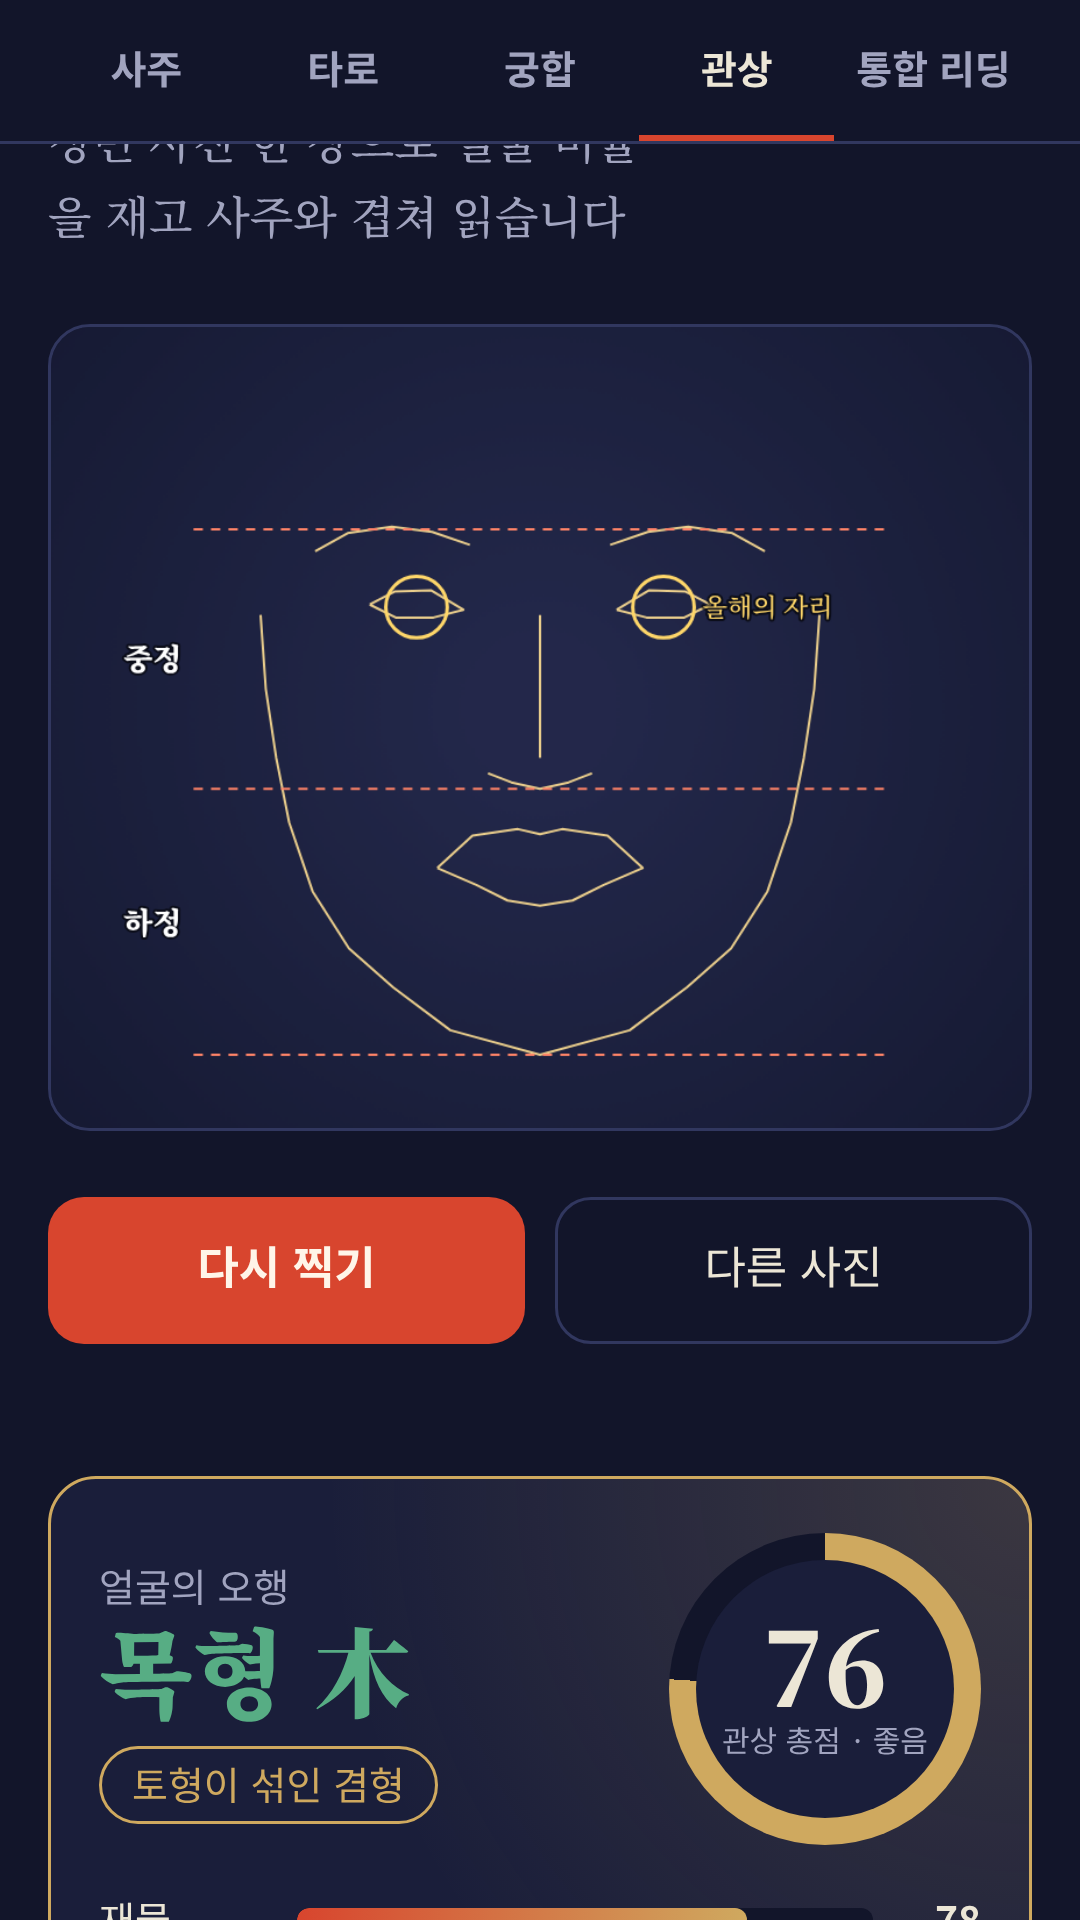 사주 타로 궁합 관상 통합 리딩
을 재고 사주와 겹쳐 읽습니다
올해의 자리
중정
하정
다시 찍기 다른 사진
얼굴의 오행
목형 木
76
관상 총점 · 좋음
토형이 섞인 겸형